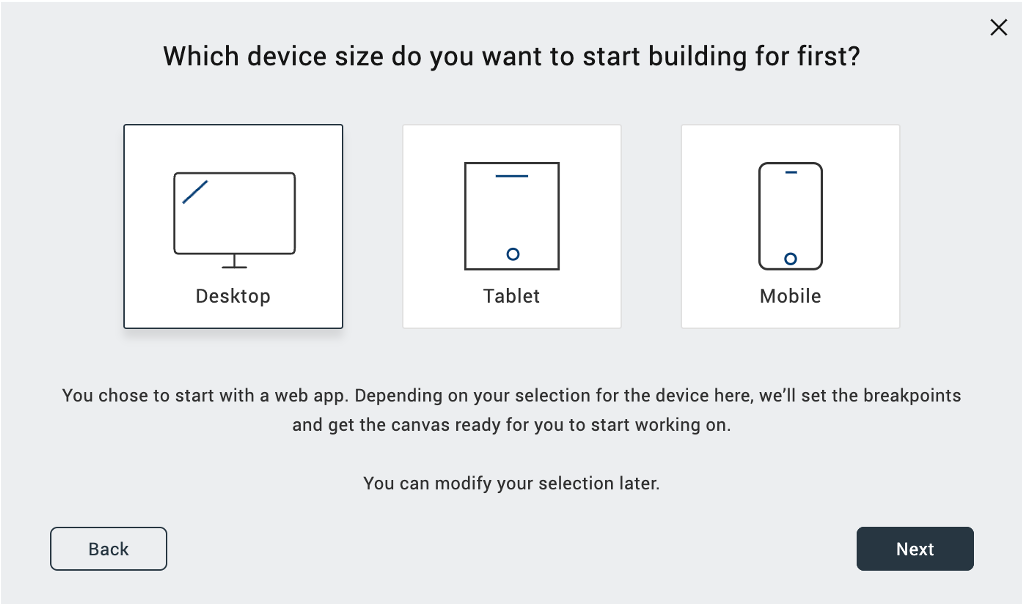 Which device size do you want to start building for first?
Desktop
Tablet
Mobile
You chose to start with a web app. Depending on your selection for the device here, we’ll set the breakpoints
and get the canvas ready for you to start working on.
You can modify your selection later.
Back
Next